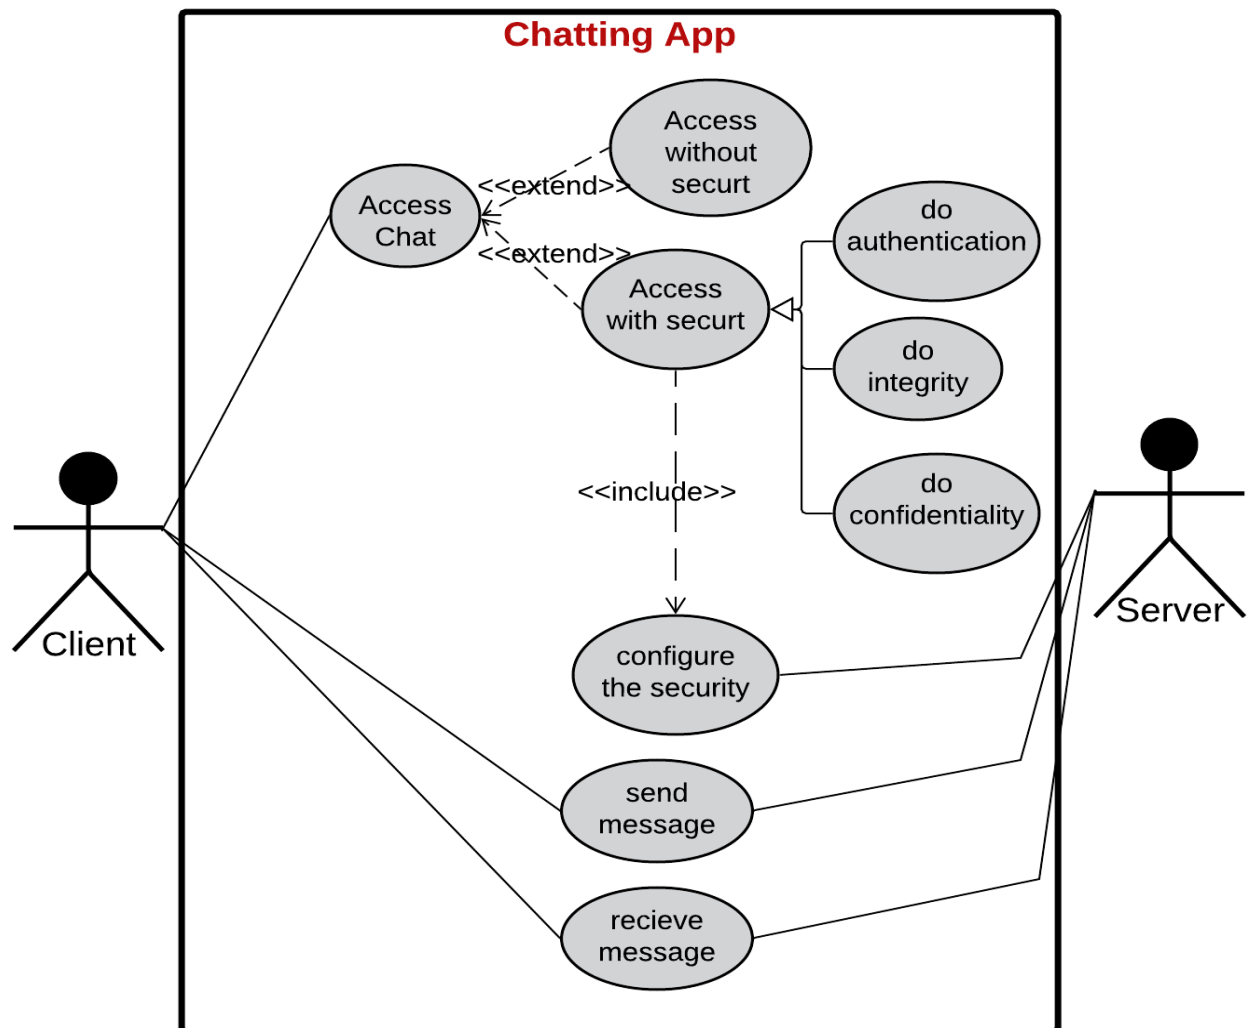 Chatting App
Access
without
securt
<<extend>>
Access
Chat
do
authentication
<<extend>>
Access
with securt
do
integrity
<<include>>
do
confidentiality
Client
Server
configure
the security
send
message
recieve
message